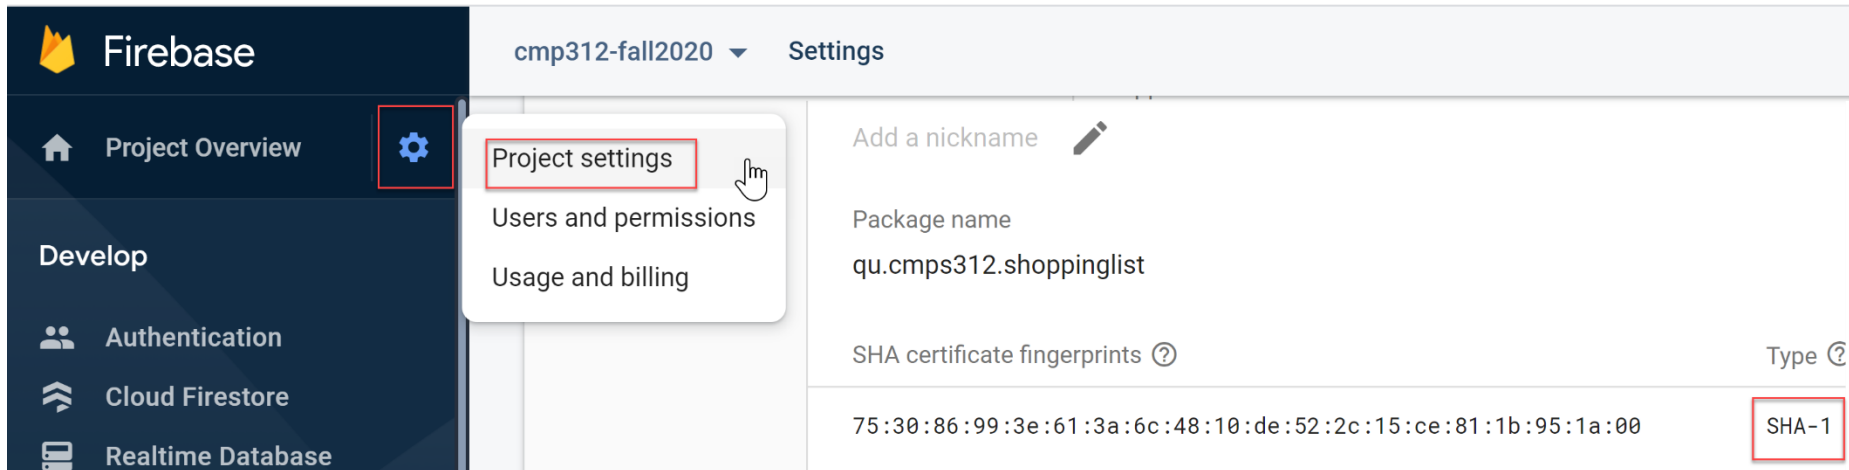 Firebase
cmp312-fall2020
Settings
Project Overview
Project settings
Users and permissions
Usage and billing
Develop
Authentication
Cloud Firestore
Realtime Database
Add a nickname
Package name
qu.cmps312.shoppinglist
SHA certificate fingerprints
Type
75:30:86:99:3e:61:3a:6c:48:10:de:52:2c:15:ce:81:1b:95:1a:00
SHA-1